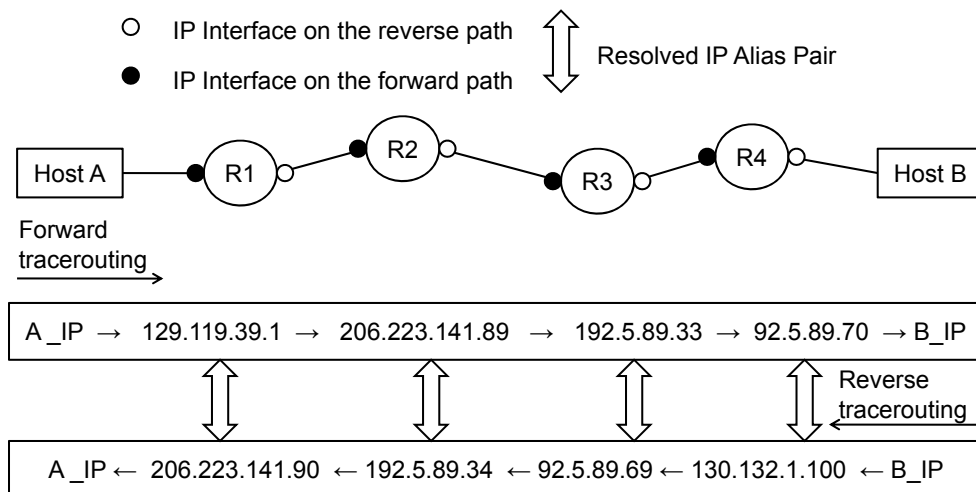 IP Interface on the reverse path
IP Interface on the forward path
Resolved IP Alias Pair
Host A
R1
R2
R3
R4
Host B
Forward
tracerouting
A _IP → 129.119.39.1 → 206.223.141.89 → 192.5.89.33 → 92.5.89.70 → B_IP
Reverse
tracerouting
A _IP ← 206.223.141.90 ← 192.5.89.34 ← 92.5.89.69 ← 130.132.1.100 ← B_IP